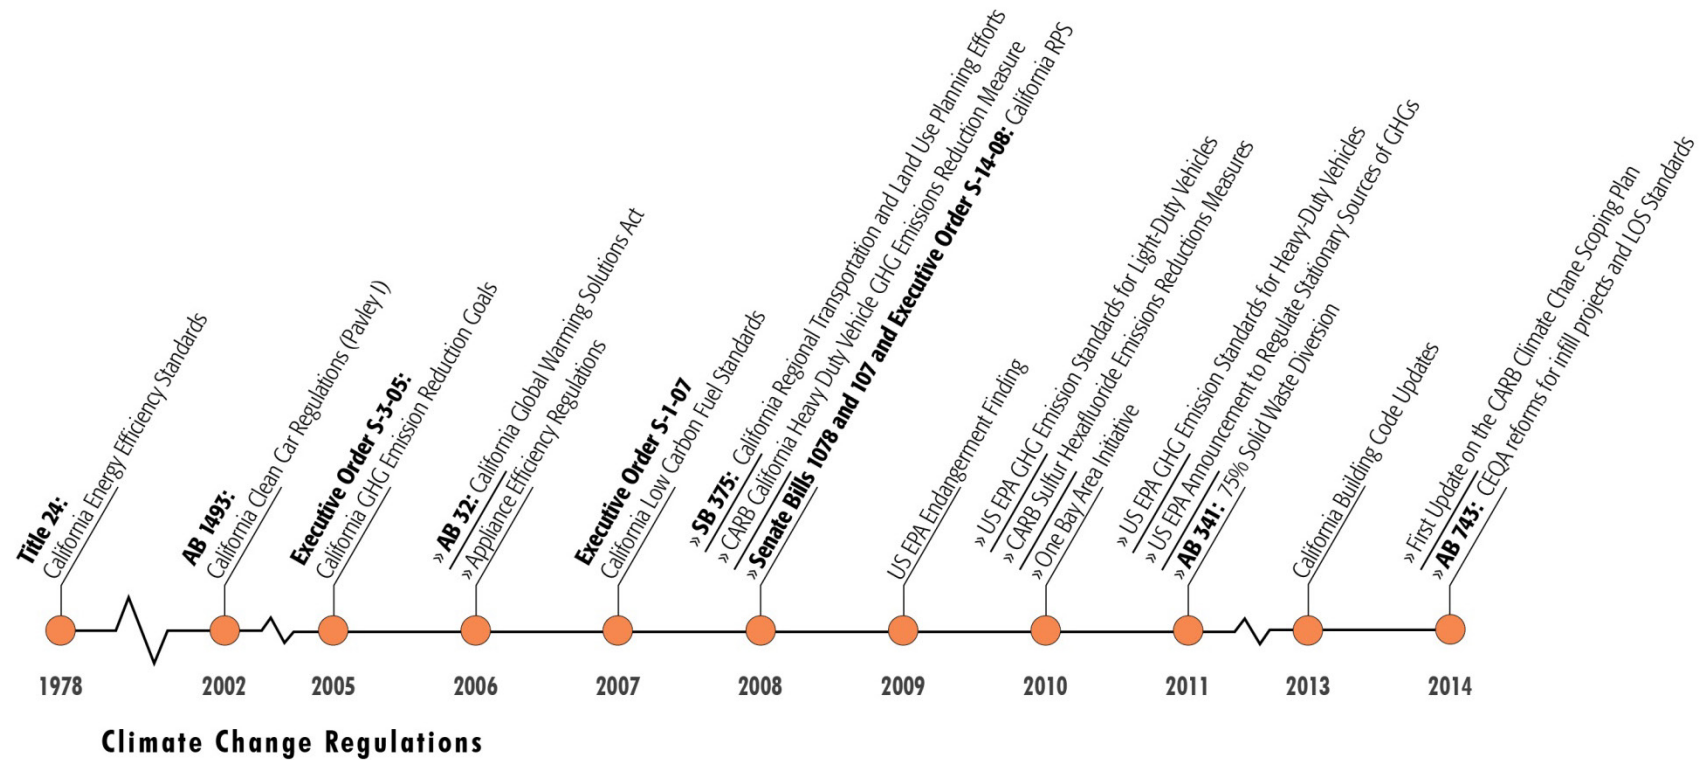 Title 24:
California Energy Efficiency Standards
AB 1493:
California Clean Car Regulations (Pavley I)
Executive Order S-3-05:
California GHG Emission Reduction Goals
» AB 32: California Global Warming Solutions Act
» Appliance Efficiency Regulations
Executive Order S-1-07
California Low Carbon Fuel Standards
» SB 375: California Regional Transportation and Land Use Planning Efforts
» CARB California Heavy Duty Vehicle GHG Emissions Reduction Measure
» Senate Bills 1078 and 107 and Executive Order S-14-08: California RPS
US EPA Endangerment Finding
» US EPA GHG Emission Standards for Light-Duty Vehicles
» CARB Sulfur Hexafluoride Emissions Reductions Measures
» One Bay Area Initiative
» US EPA GHG Emission Standards for Heavy-Duty Vehicles
» US EPA Announcement to Regulate Stationary Sources of GHGs
» AB 341: 75% Solid Waste Diversion
California Building Code Updates
» First Update on the CARB Climate Chane Scoping Plan
» AB 743: CEQA reforms for infill projects and LOS Standards
1978 2002 2005 2006 2007 2008 2009 2010 2011 2013 2014
Climate Change Regulations